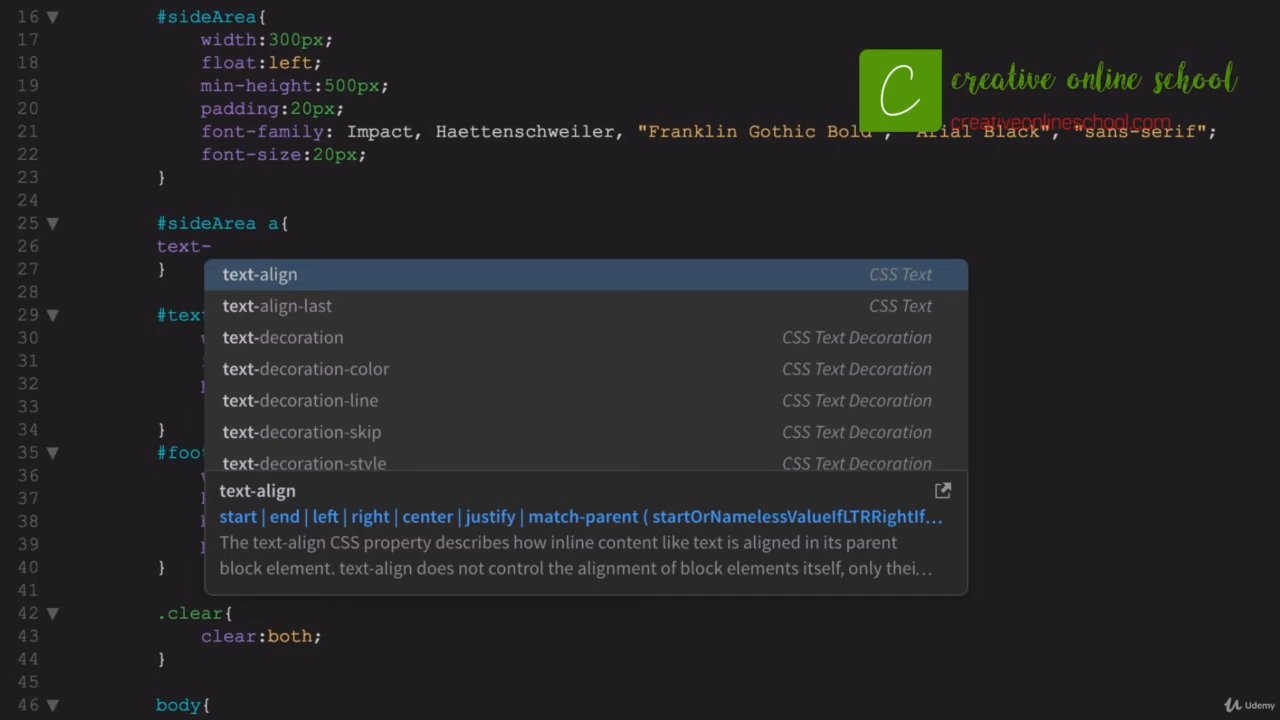 16 #sideArea{
17 width:300px;
18 float:left;
19 min-height:500px;
20 padding:20px;
21 font-family: Impact, Haettenschweiler, "Franklin Gothic Bold", "Arial Black", "sans-serif";
22 font-size:20px;
23 }
24
25 #sideArea a{
26 text-
27 }
28
29 #text
30
31
32
33
34 }
35 #foo
36
37
38
39
40 }
41
42 .clear{
43 clear:both;
44 }
45
46 body{
C creative online school
creativeonlineschool.com
text-align CSS Text
text-align-last CSS Text
text-decoration CSS Text Decoration
text-decoration-color CSS Text Decoration
text-decoration-line CSS Text Decoration
text-decoration-skip CSS Text Decoration
text-decoration-style CSS Text Decoration
text-align
start | end | left | right | center | justify | match-parent ( startOrNamelessValueIfLTRRightIf…
The text-align CSS property describes how inline content like text is aligned in its parent
block element. text-align does not control the alignment of block elements itself, only thei…
Udemy